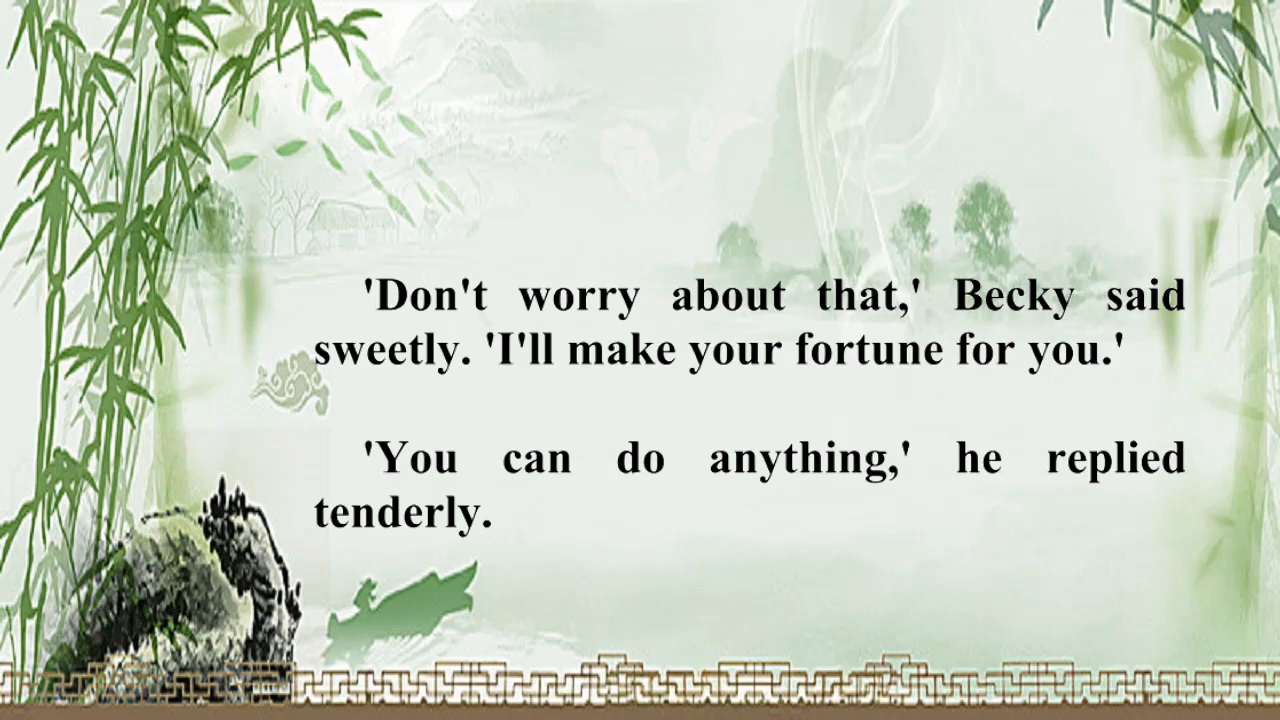 'Don't worry about that,' Becky said
sweetly. 'I'll make your fortune for you.'
'You can do anything,' he replied
tenderly.